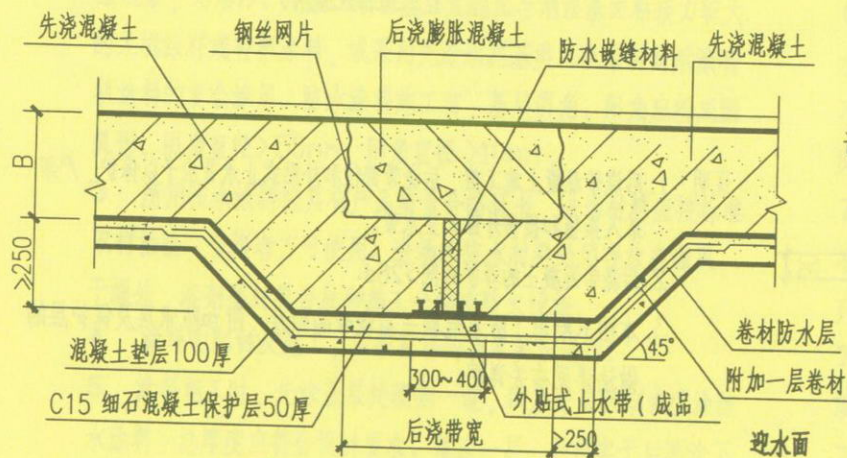 先浇混凝土
钢丝网片
后浇膨胀混凝土
防水嵌缝材料
先浇混凝土
B
≥250
混凝土垫层100厚
C15 细石混凝土保护层50厚
300~400
外贴式止水带(成品)
后浇带宽
>250
45°
卷材防水层
附加一层卷材
迎水面